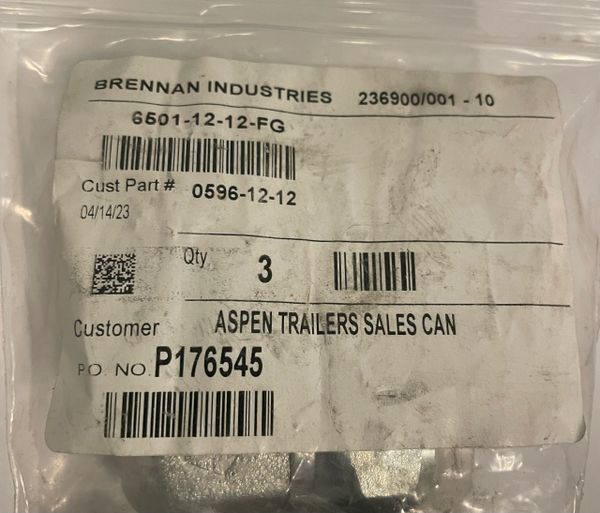 BRENNAN INDUSTRIES 236900/001 - 10
6501-12-12-FG
Cust Part # 0596-12-12
04/14/23
Qty 3
Customer ASPEN TRAILERS SALES CAN
PO. NO. P176545